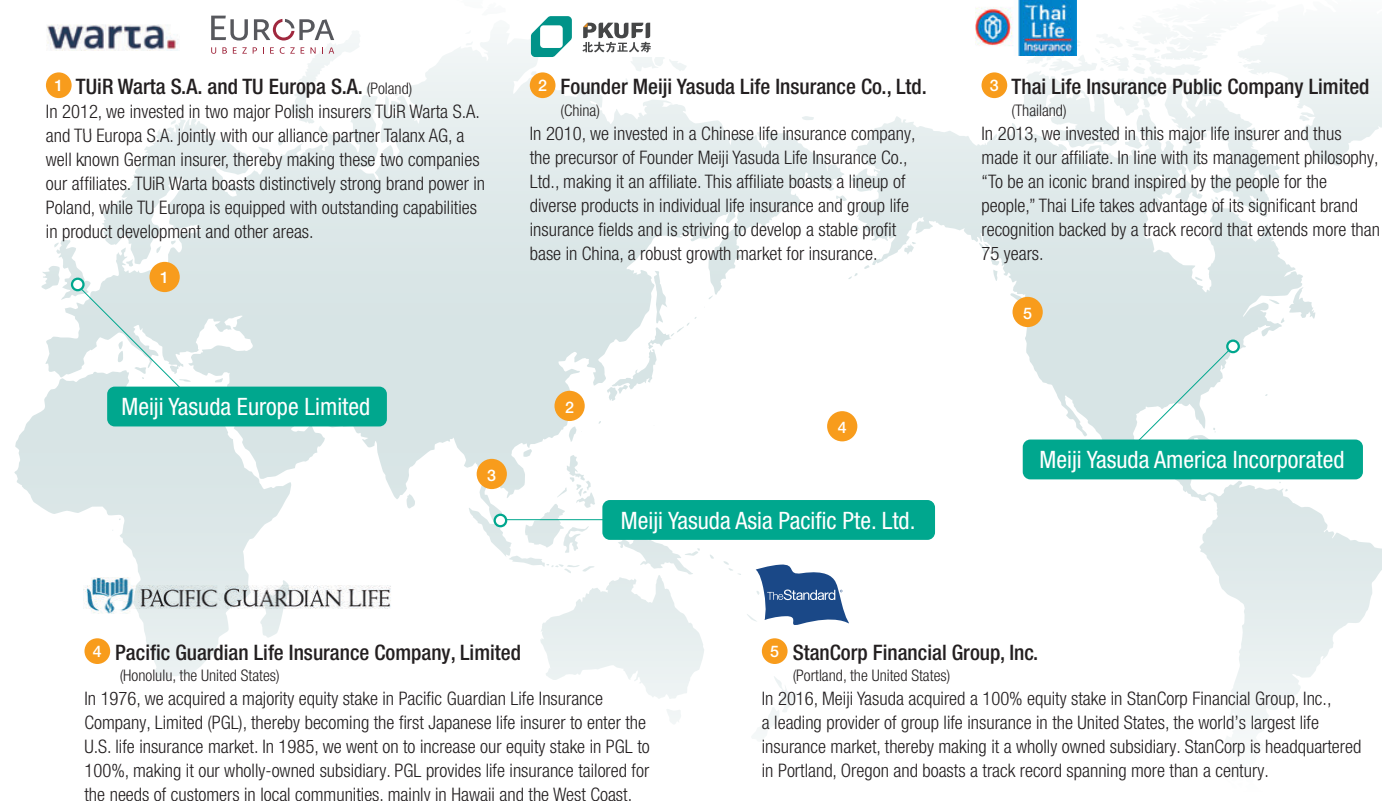 warta.
EUROPA
UBEZPIECZENIA
1 TUiR Warta S.A. and TU Europa S.A. (Poland)
In 2012, we invested in two major Polish insurers TUiR Warta S.A.
and TU Europa S.A. jointly with our alliance partner Talanx AG, a
well known German insurer, thereby making these two companies
our affiliates. TUiR Warta boasts distinctively strong brand power in
Poland, while TU Europa is equipped with outstanding capabilities
in product development and other areas.
PKUFI
北大方正人寿
2 Founder Meiji Yasuda Life Insurance Co., Ltd.
(China)
In 2010, we invested in a Chinese life insurance company,
the precursor of Founder Meiji Yasuda Life Insurance Co.,
Ltd., making it an affiliate. This affiliate boasts a lineup of
diverse products in individual life insurance and group life
insurance fields and is striving to develop a stable profit
base in China, a robust growth market for insurance.
Thai
Life
Insurance
3 Thai Life Insurance Public Company Limited
(Thailand)
In 2013, we invested in this major life insurer and thus
made it our affiliate. In line with its management philosophy,
“To be an iconic brand inspired by the people for the
people,” Thai Life takes advantage of its significant brand
recognition backed by a track record that extends more than
75 years.
1
5
Meiji Yasuda Europe Limited
2
4
Meiji Yasuda America Incorporated
3
Meiji Yasuda Asia Pacific Pte. Ltd.
PACIFIC GUARDIAN LIFE
4 Pacific Guardian Life Insurance Company, Limited
(Honolulu, the United States)
In 1976, we acquired a majority equity stake in Pacific Guardian Life Insurance
Company, Limited (PGL), thereby becoming the first Japanese life insurer to enter the
U.S. life insurance market. In 1985, we went on to increase our equity stake in PGL to
100%, making it our wholly-owned subsidiary. PGL provides life insurance tailored for
the needs of customers in local communities, mainly in Hawaii and the West Coast.
TheStandard
5 StanCorp Financial Group, Inc.
(Portland, the United States)
In 2016, Meiji Yasuda acquired a 100% equity stake in StanCorp Financial Group, Inc.,
a leading provider of group life insurance in the United States, the world’s largest life
insurance market, thereby making it a wholly owned subsidiary. StanCorp is headquartered
in Portland, Oregon and boasts a track record spanning more than a century.